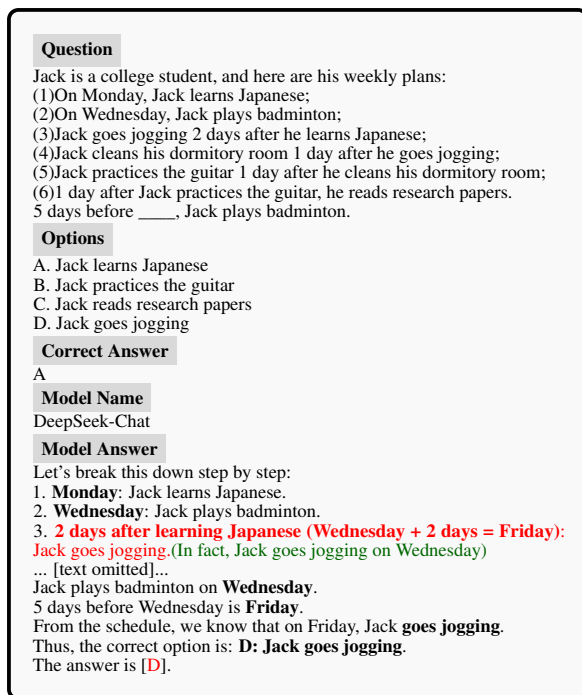 Question
Jack is a college student, and here are his weekly plans:
(1)On Monday, Jack learns Japanese;
(2)On Wednesday, Jack plays badminton;
(3)Jack goes jogging 2 days after he learns Japanese;
(4)Jack cleans his dormitory room 1 day after he goes jogging;
(5)Jack practices the guitar 1 day after he cleans his dormitory room;
(6)1 day after Jack practices the guitar, he reads research papers.
5 days before ____, Jack plays badminton.
Options
A. Jack learns Japanese
B. Jack practices the guitar
C. Jack reads research papers
D. Jack goes jogging
Correct Answer
A
Model Name
DeepSeek-Chat
Model Answer
Let's break this down step by step:
1. Monday: Jack learns Japanese.
2. Wednesday: Jack plays badminton.
3. 2 days after learning Japanese (Wednesday + 2 days = Friday):
Jack goes jogging.(In fact, Jack goes jogging on Wednesday)
... [text omitted]...
Jack plays badminton on Wednesday.
5 days before Wednesday is Friday.
From the schedule, we know that on Friday, Jack goes jogging.
Thus, the correct option is: D: Jack goes jogging.
The answer is [D].